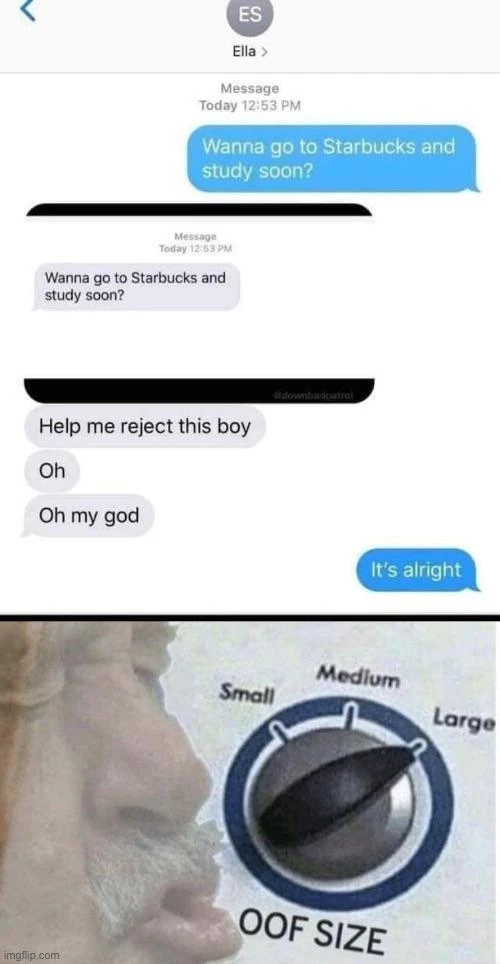 ES
Ella >
Message
Today 12:53 PM
Wanna go to Starbucks and
study soon?
Message
Today 12:53 PM
Wanna go to Starbucks and
study soon?
@downbadpatrol
Help me reject this boy
Oh
Oh my god
It's alright
Small
Medium
Large
OOF SIZE
imgflip.com